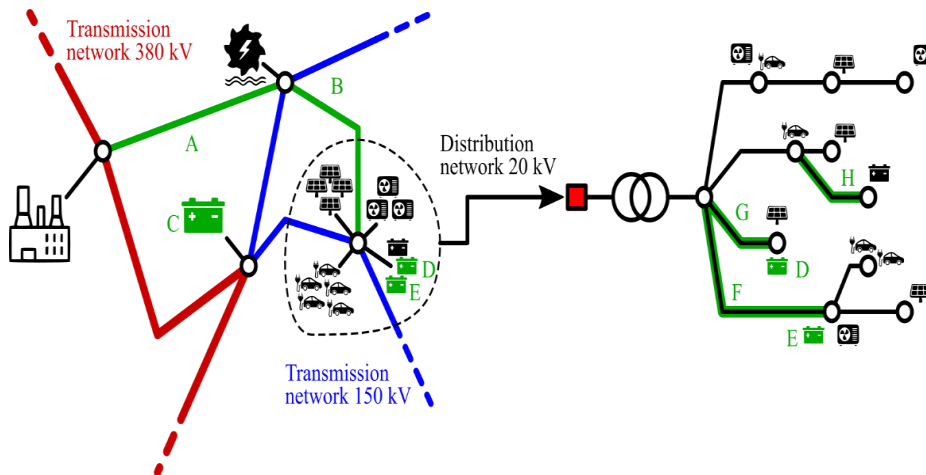 Transmission
network 380 kV
A
B
C
D
E
Transmission
network 150 kV
Distribution
network 20 kV
H
G
D
F
E